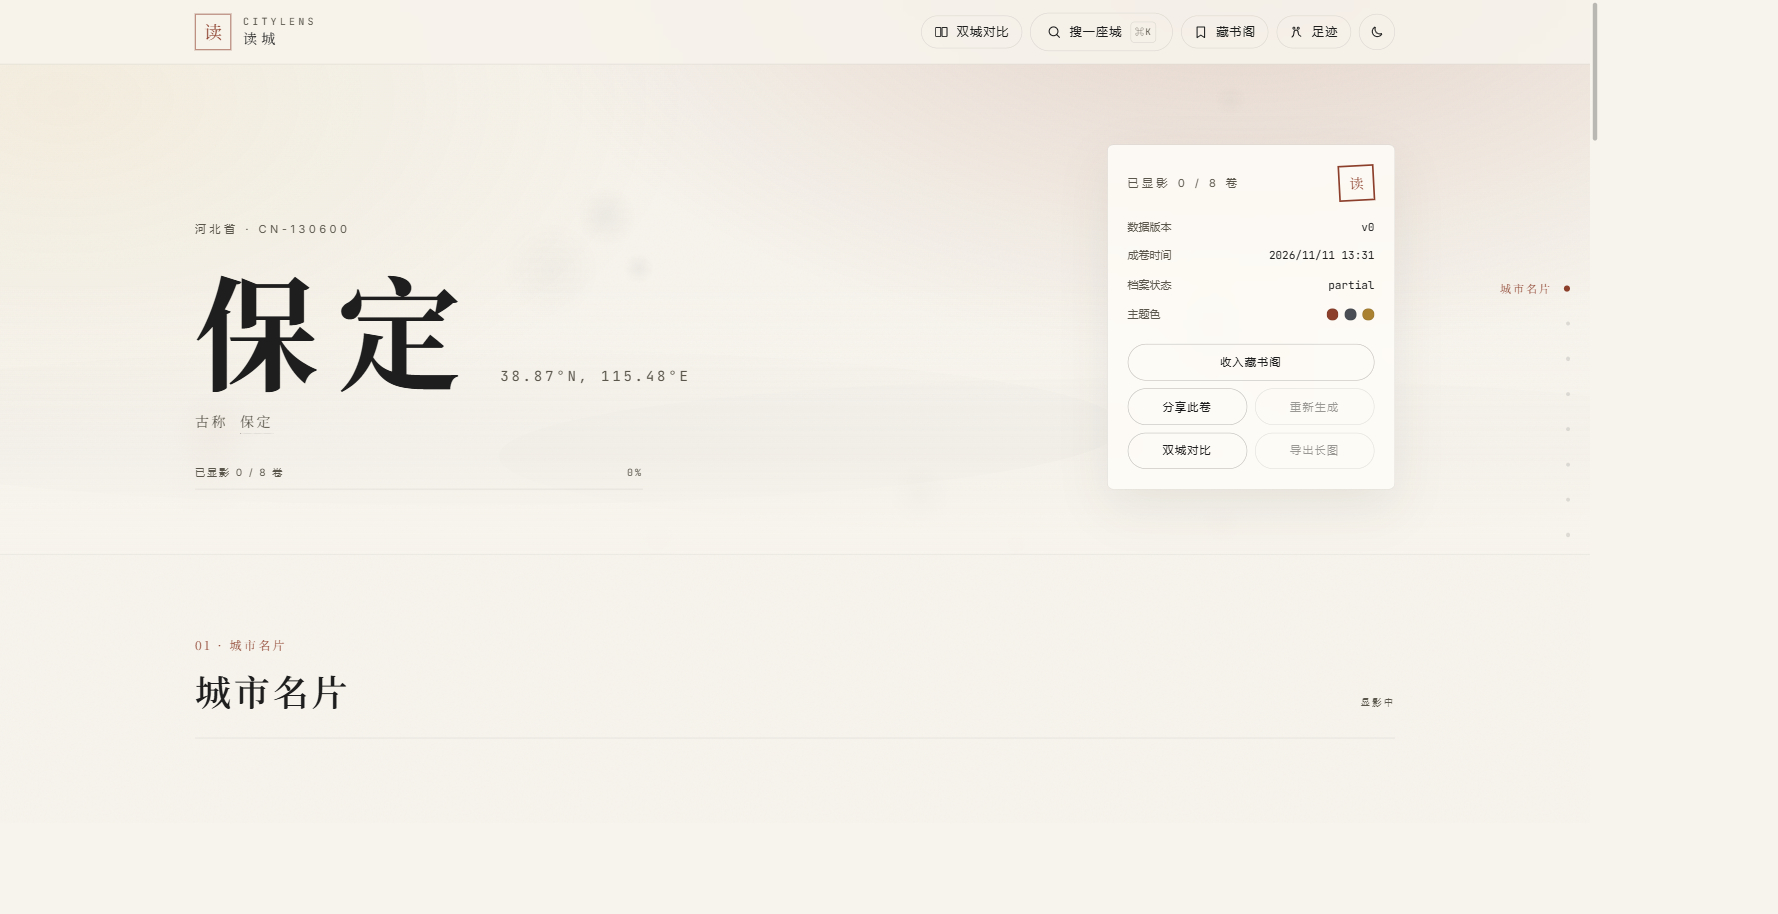 读
CITYLENS
读城
双城对比
搜一座城 ⌘K
藏书阁
足迹
河北省 · CN-130600
保定
38.87°N, 115.48°E
古称 保定
已显影 0 / 8 卷 0%
已显影 0 / 8 卷
读
数据版本 v0
成卷时间 2026/11/11 13:31
档案状态 partial
主题色
收入藏书阁
分享此卷 重新生成
双城对比 导出长图
城市名片
01 · 城市名片
城市名片
显影中